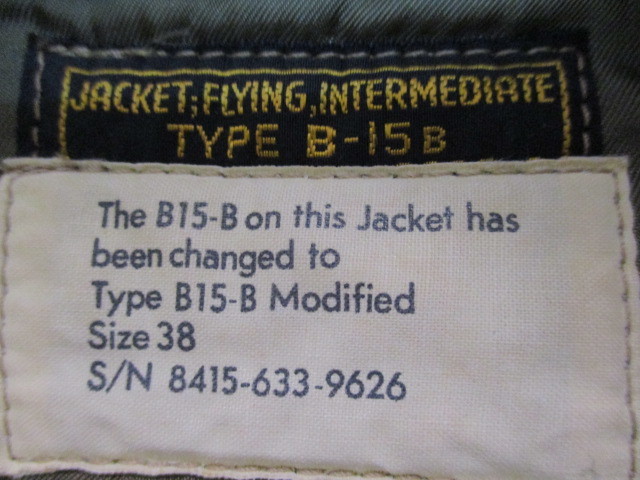 JACKET; FLYING, INTERMEDIATE
TYPE B-15B
The B15-B on this Jacket has
been changed to
Type B15-B Modified
Size 38
S/N 8415-633-9626